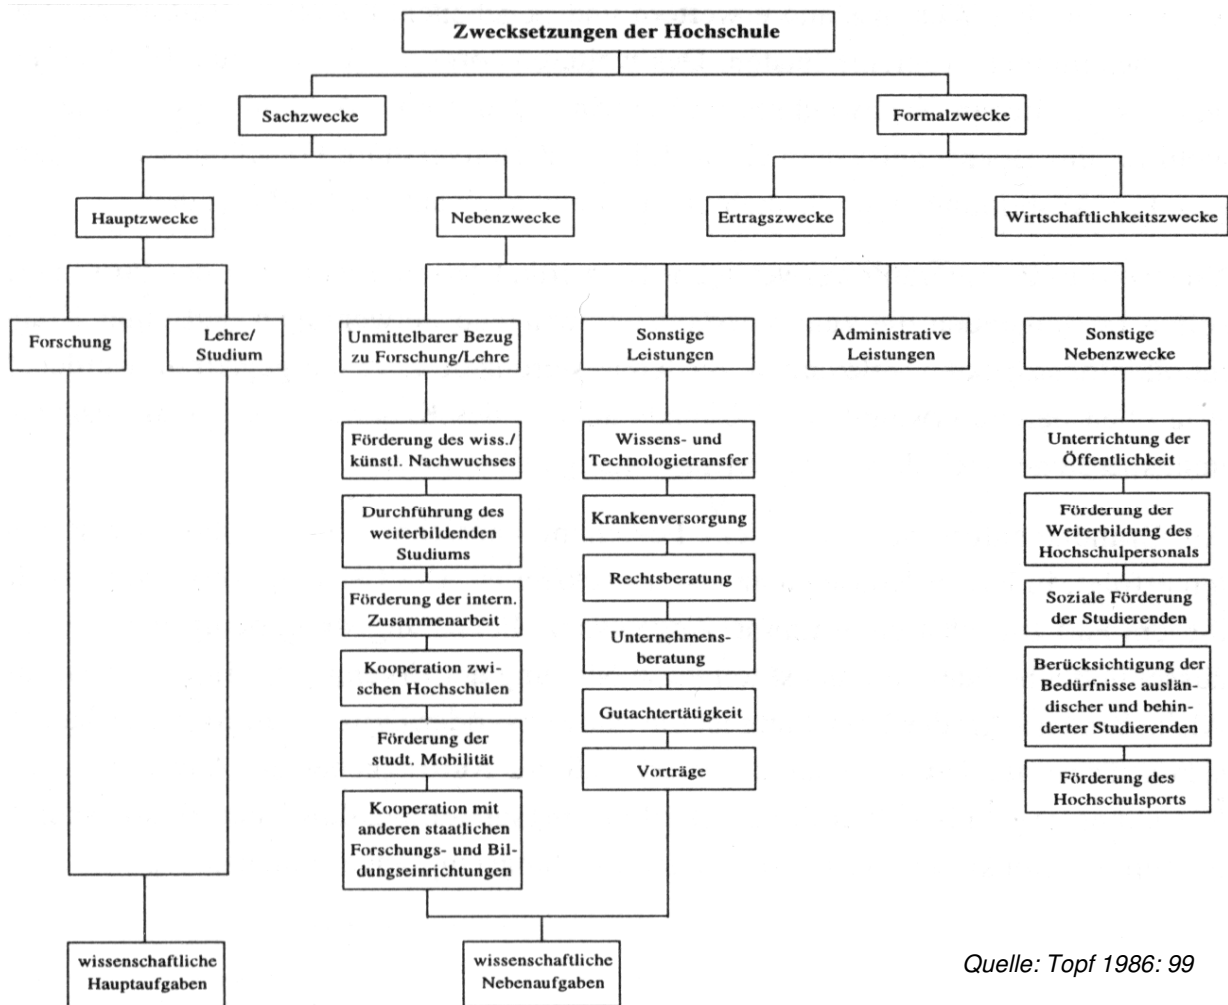 Zwecksetzungen der Hochschule
Sachzwecke
Formalzwecke
Hauptzwecke
Nebenzwecke
Ertragszwecke
Wirtschaftlichkeitszwecke
Forschung
Lehre/
Studium
Unmittelbarer Bezug
zu Forschung/Lehre
Sonstige
Leistungen
Administrative
Leistungen
Sonstige
Nebenzwecke
Förderung des wiss./
künstl. Nachwuchses
Durchführung des
weiterbildenden
Studiums
Förderung der intern.
Zusammenarbeit
Kooperation zwi-
schen Hochschulen
Förderung der
studt. Mobilität
Kooperation mit
anderen staatlichen
Forschungs- und Bil-
dungseinrichtungen
Wissens- und
Technologietransfer
Krankenversorgung
Rechtsberatung
Unternehmens-
beratung
Gutachtertätigkeit
Vorträge
Unterrichtung der
Öffentlichkeit
Förderung der
Weiterbildung des
Hochschulpersonals
Soziale Förderung
der Studierenden
Berücksichtigung der
Bedürfnisse auslän-
discher und behin-
derter Studierenden
Förderung des
Hochschulsports
wissenschaftliche
Hauptaufgaben
wissenschaftliche
Nebenaufgaben
Quelle: Topf 1986: 99